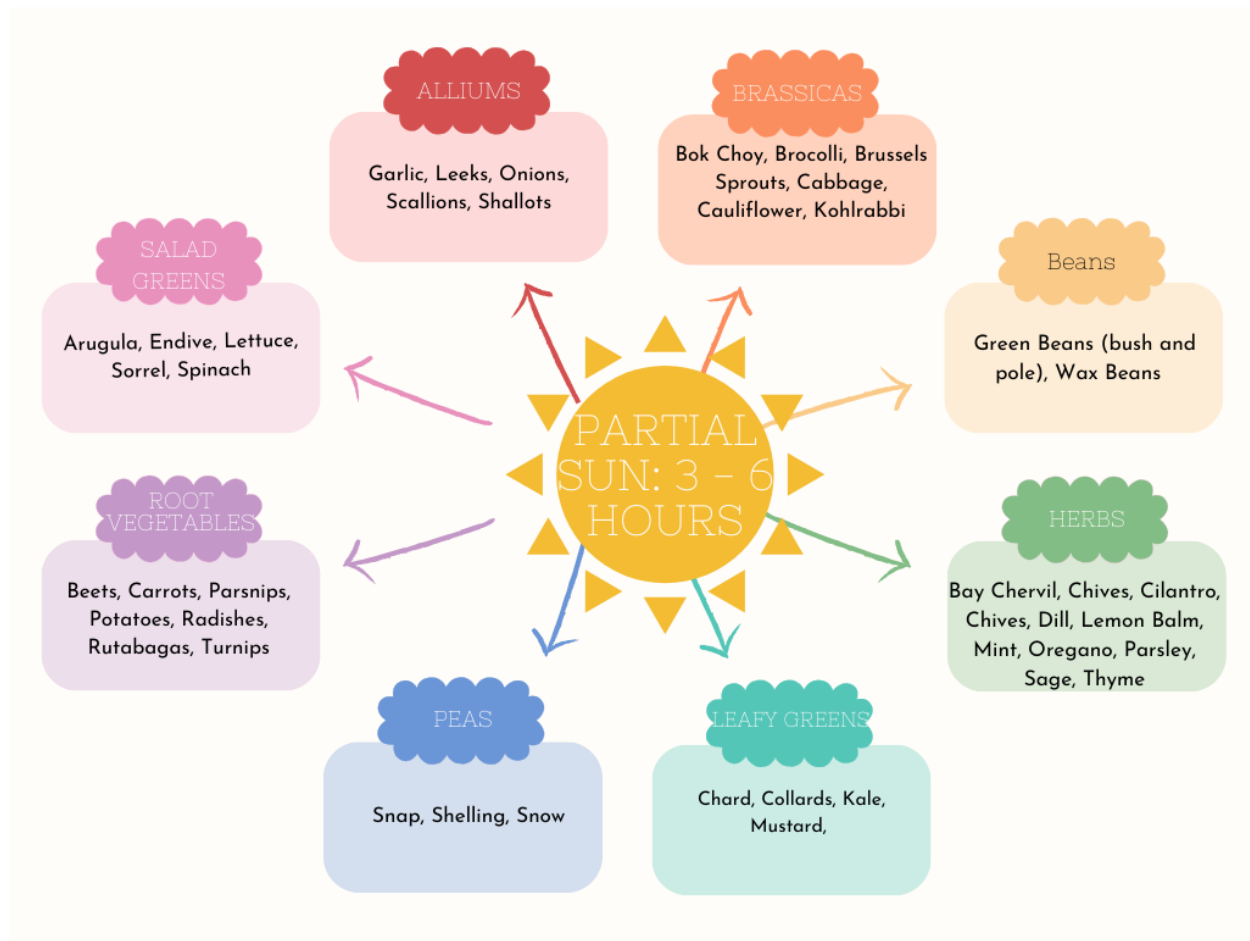 ALLIUMS
Garlic, Leeks, Onions,
Scallions, Shallots
BRASSICAS
Bok Choy, Brocolli, Brussels
Sprouts, Cabbage,
Cauliflower, Kohlrabbi
SALAD
GREENS
Arugula, Endive, Lettuce,
Sorrel, Spinach
Beans
Green Beans (bush and
pole), Wax Beans
PARTIAL
SUN: 3 - 6
HOURS
ROOT
VEGETABLES
Beets, Carrots, Parsnips,
Potatoes, Radishes,
Rutabagas, Turnips
HERBS
Bay Chervil, Chives, Cilantro,
Chives, Dill, Lemon Balm,
Mint, Oregano, Parsley,
Sage, Thyme
PEAS
Snap, Shelling, Snow
LEAFY GREENS
Chard, Collards, Kale,
Mustard,